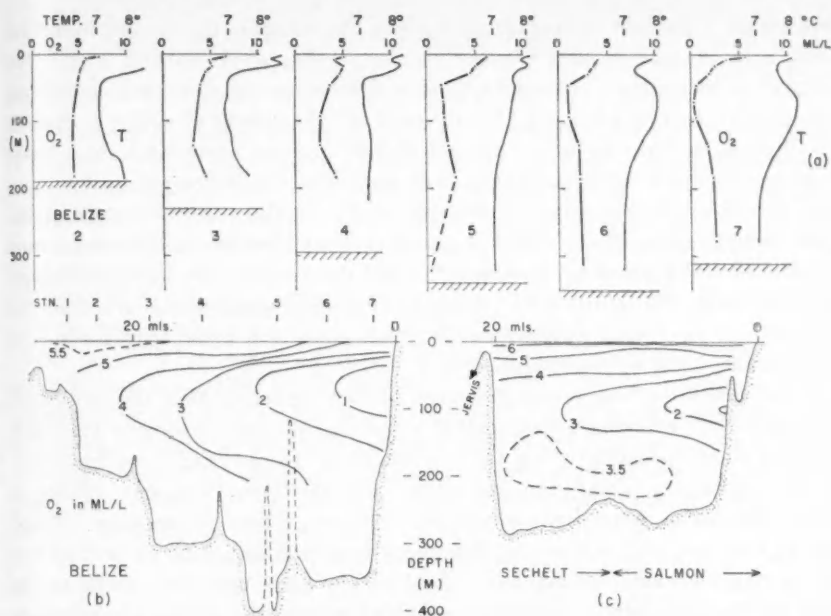 TEMP. 7 8° 7 8° 7 8° 7 8° 7 8° 7 8° °C
0 O₂ 5 10 0 5 10 0 5 10 0 5 10 0 5 10 0 5 10 ML/L
0
100
(M)
200
300
O₂ T
O₂ T (a)
BELIZE
2 3 4 5 6 7
STN. 1 2 3 4 5 6 7
20 mls. 0
5.5 5 4 3 2 1
O₂ IN ML/L
BELIZE
(b)
0
100
200
300
DEPTH
(M)
400
20 mls. 0
6
5
4
3
2
3.5
JERVIS
SECHELT SALMON
(c)